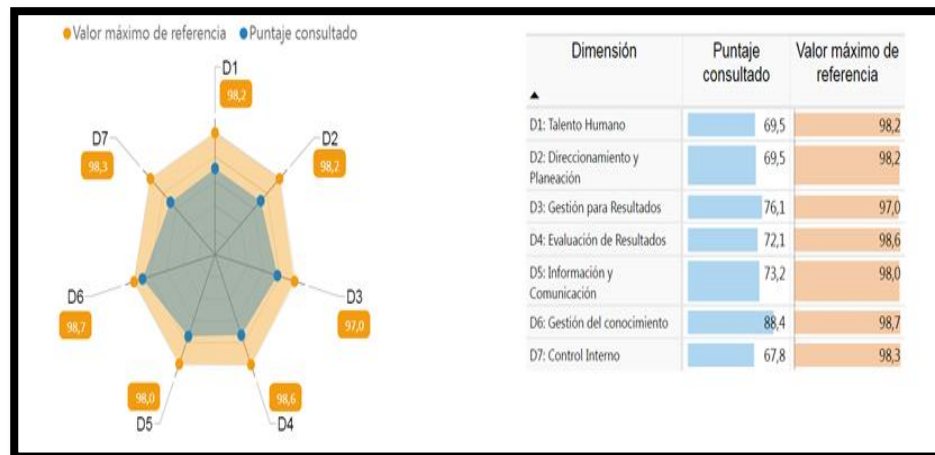 Valor máximo de referencia Puntaje consultado
D1
98,2
D2
98,2
D3
97,0
D4
98,6
D5
98,0
D6
98,7
D7
98,3
Dimensión Puntaje consultado Valor máximo de referencia
D1: Talento Humano 69,5 98,2
D2: Direccionamiento y Planeación 69,5 98,2
D3: Gestión para Resultados 76,1 97,0
D4: Evaluación de Resultados 72,1 98,6
D5: Información y Comunicación 73,2 98,0
D6: Gestión del conocimiento 88,4 98,7
D7: Control Interno 67,8 98,3